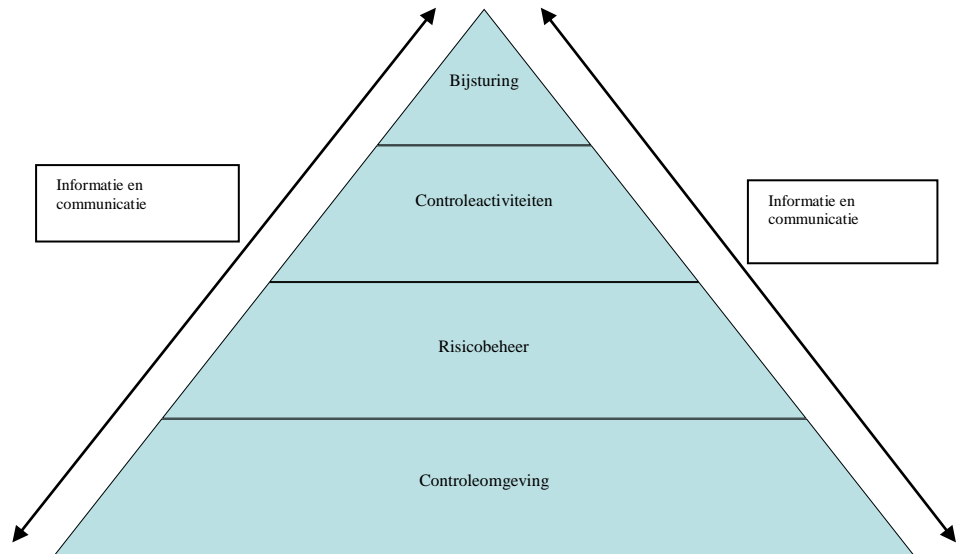 Bijsturing
Informatie en
communicatie
Controleactiviteiten
Informatie en
communicatie
Risicobeheer
Controleomgeving